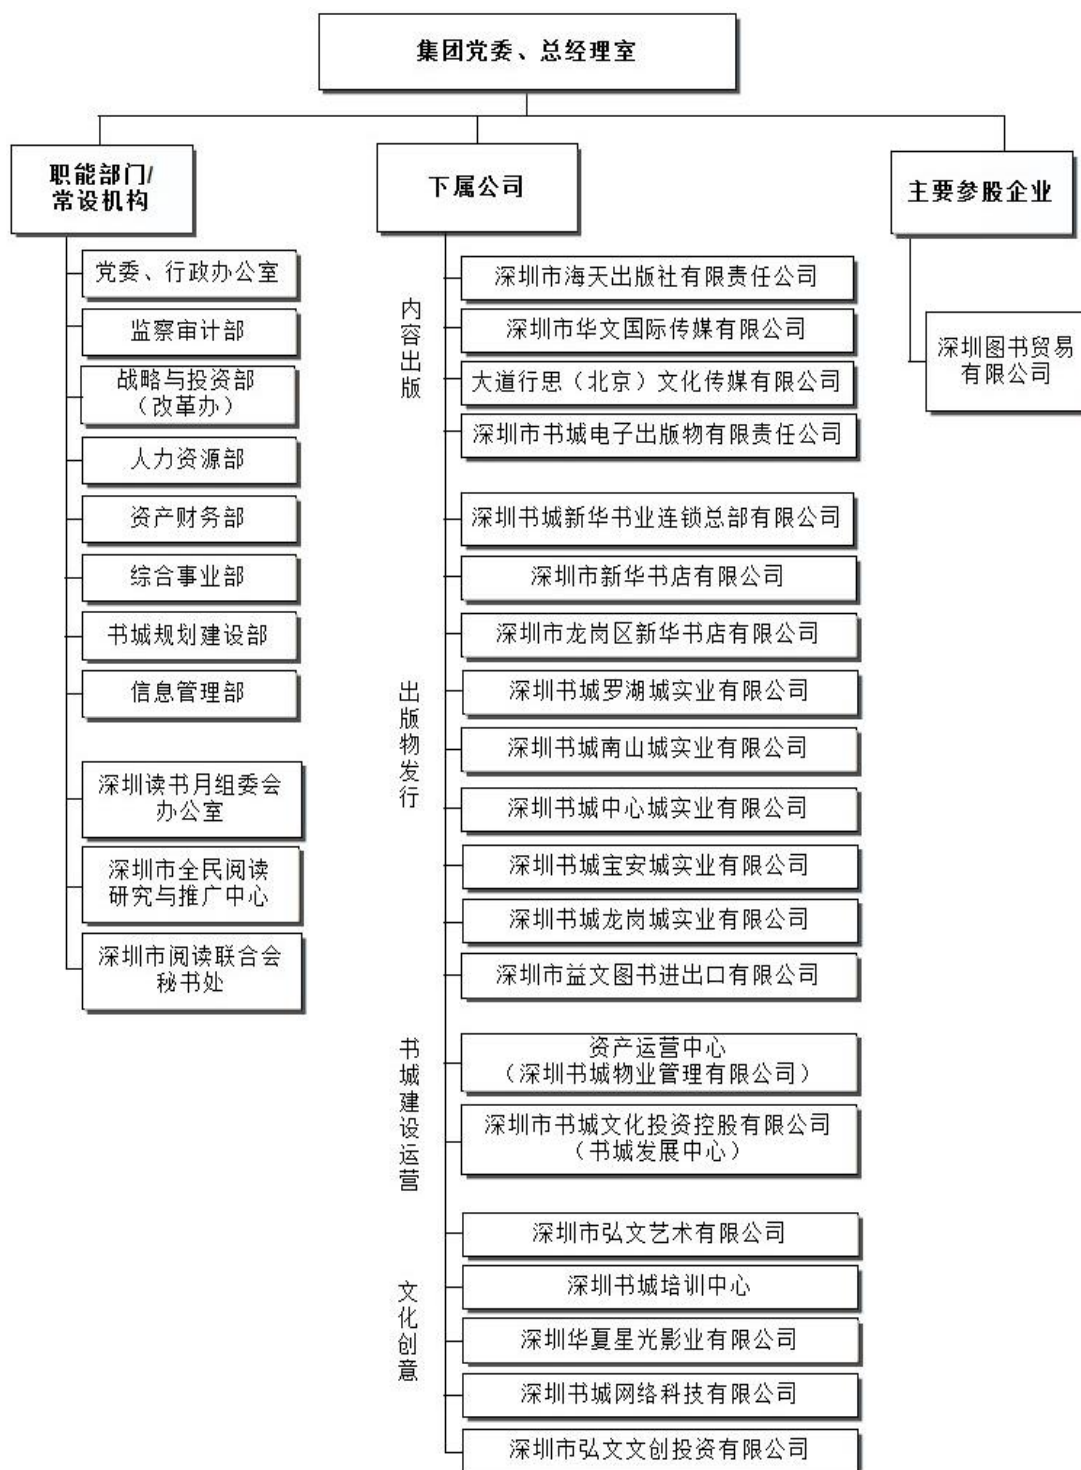 集团党委、总经理室
职能部门/
常设机构
党委、行政办公室
监察审计部
战略与投资部
（改革办）
人力资源部
资产财务部
综合事业部
书城规划建设部
信息管理部
深圳读书月组委会
办公室
深圳市全民阅读
研究与推广中心
深圳市阅读联合会
秘书处
下属公司
内容出版
深圳市海天出版社有限责任公司
深圳市华文国际传媒有限公司
大道行思（北京）文化传媒有限公司
深圳市书城电子出版物有限责任公司
出版物发行
深圳书城新华书业连锁总部有限公司
深圳市新华书店有限公司
深圳市龙岗区新华书店有限公司
深圳书城罗湖城实业有限公司
深圳书城南山城实业有限公司
深圳书城中心城实业有限公司
深圳书城宝安城实业有限公司
深圳书城龙岗城实业有限公司
深圳市益文图书进出口有限公司
书城建设运营
资产运营中心
（深圳书城物业管理有限公司）
深圳市书城文化投资控股有限公司
（书城发展中心）
文化创意
深圳市弘文艺术有限公司
深圳书城培训中心
深圳华夏星光影业有限公司
深圳书城网络科技有限公司
深圳市弘文文创投资有限公司
主要参股企业
深圳图书贸易
有限公司